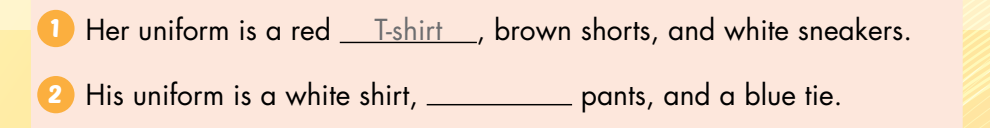 1 Her uniform is a red T-shirt, brown shorts, and white sneakers.
2 His uniform is a white shirt, __________ pants, and a blue tie.